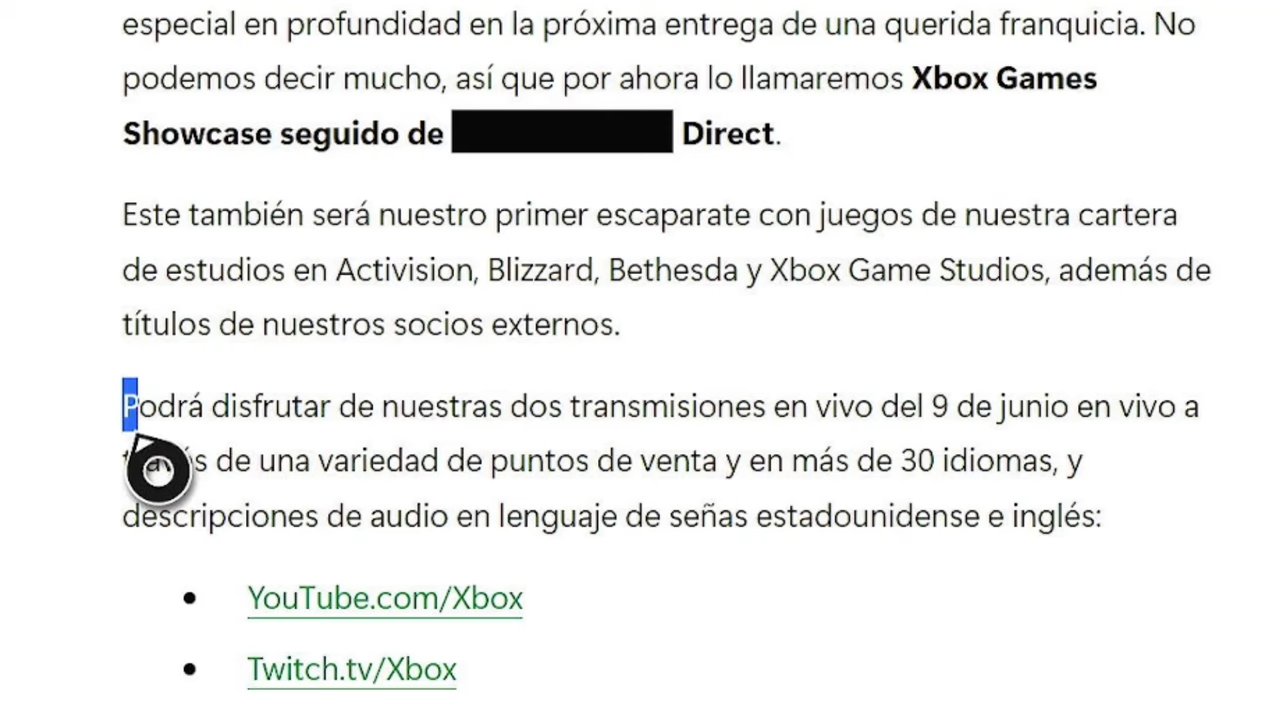 especial en profundidad en la próxima entrega de una querida franquicia. No
podemos decir mucho, así que por ahora lo llamaremos Xbox Games
Showcase seguido de Direct.
Este también será nuestro primer escaparate con juegos de nuestra cartera
de estudios en Activision, Blizzard, Bethesda y Xbox Game Studios, además de
títulos de nuestros socios externos.
Podrá disfrutar de nuestras dos transmisiones en vivo del 9 de junio en vivo a
través de una variedad de puntos de venta y en más de 30 idiomas, y
descripciones de audio en lenguaje de señas estadounidense e inglés:
YouTube.com/Xbox
Twitch.tv/Xbox